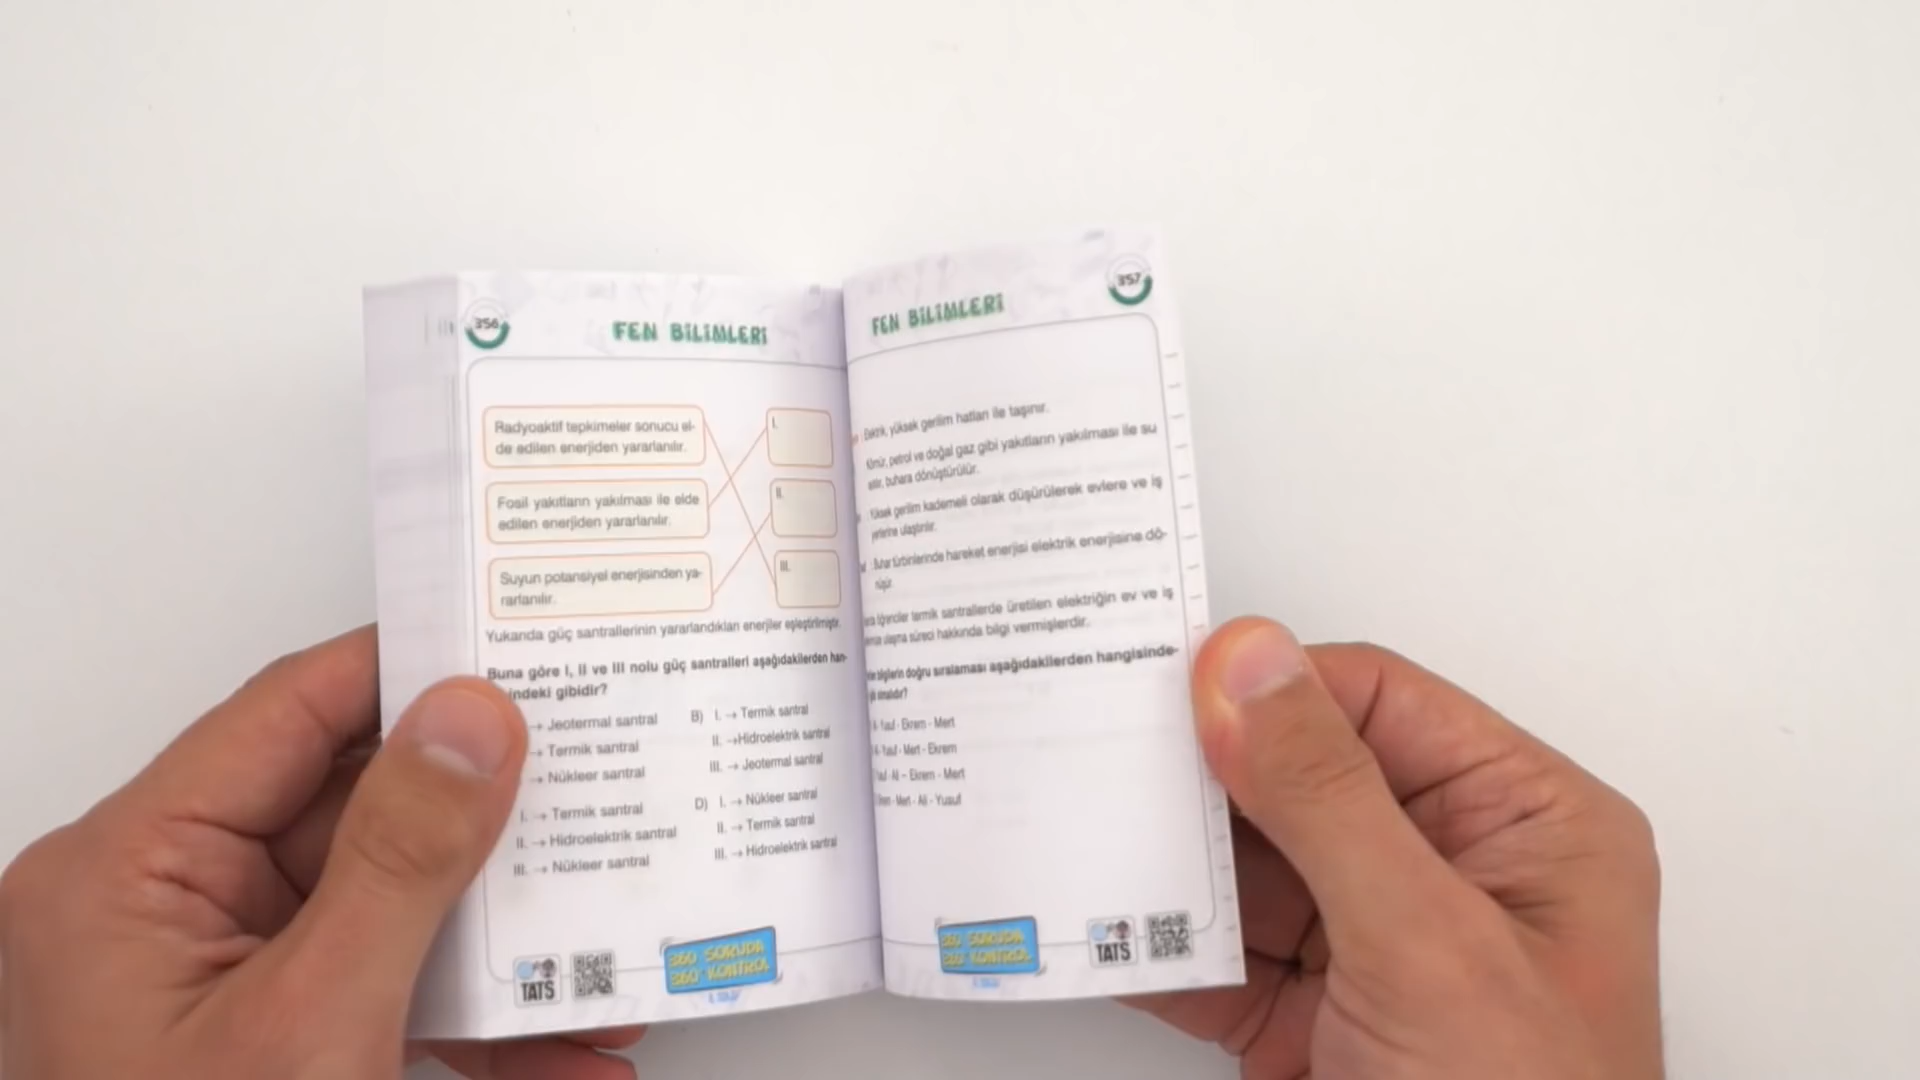 356
FEN BİLİMLERİ
Radyoaktif tepkimeler sonucu el-
de edilen enerjiden yararlanılır.
Fosil yakıtların yakılması ile elde
edilen enerjiden yararlanılır.
Suyun potansiyel enerjisinden ya-
rarlanılır.
I.
II.
III.
Yukarıda güç santrallerinin yararlandıkları enerjiler eşleştirilmiştir.
Buna göre I, II ve III nolu güç santralleri aşağıdakilerden han-
indeki gibidir?
→ Jeotermal santral
→ Termik santral
→ Nükleer santral
B) I. → Termik santral
II. →Hidroelektrik santral
III. → Jeotermal santral
I. → Termik santral
II. → Hidroelektrik santral
III. → Nükleer santral
D) I. → Nükleer santral
II. → Termik santral
III. → Hidroelektrik santral
TATS
360 SORUDA
360° KONTROL
FEN BİLİMLERİ
357
Elektrik, yüksek gerilim hatları ile taşınır.
petrol ve doğal gaz gibi yakıtların yakılması ile su
buhara dönüştürülür.
Yüksek gerilim kademeli olarak düşürülerek evlere ve iş
yerlerine ulaştırılır.
türbinlerinde hareket enerjisi elektrik enerjisine dö-
nüşür.
öğrenciler termik santrallerde üretilen elektriğin ev ve iş
ulaşma süreci hakkında bilgi vermişlerdir.
bilgilerin doğru sıralaması aşağıdakilerden hangisinde-
olmalıdır?
Ekrem - Mert
Mert - Ekrem
Ali – Ekrem - Mert
Mert - Ali - Yusuf
360 SORUDA
360° KONTROL
TATS